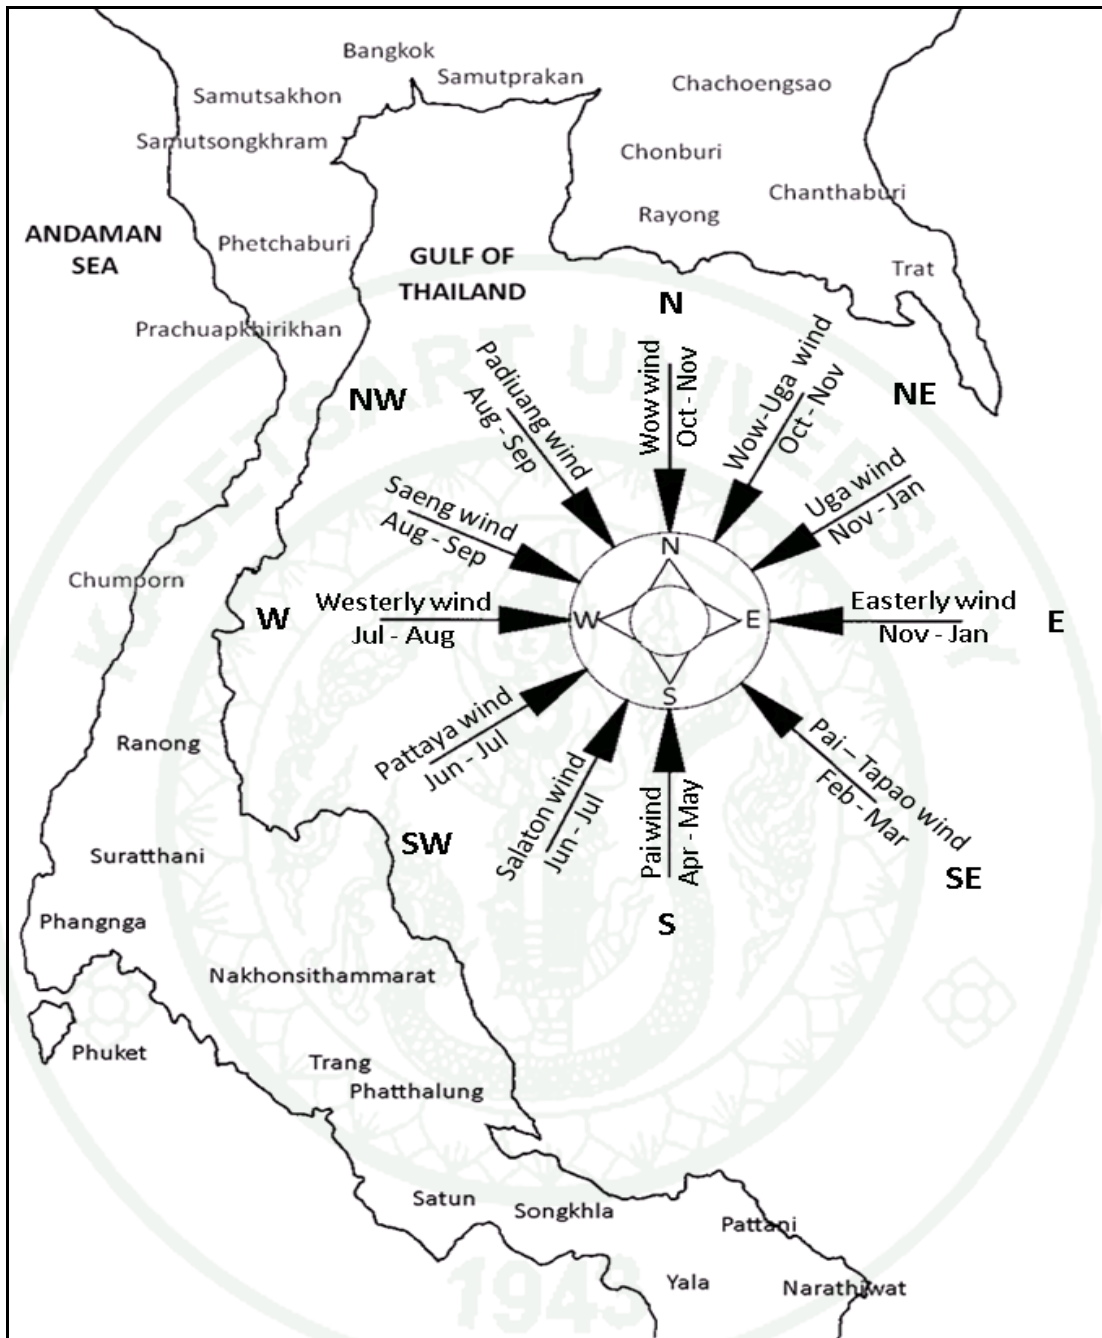 Bangkok
Samutprakan
Chachoengsao
Samutsakhon
Samutsongkhram
Chonburi
Chanthaburi
Rayong
ANDAMAN
SEA
Phetchaburi
GULF OF
THAILAND
Trat
Prachuapkhirikhan
N
NW
NE
Padiuang wind
Aug - Sep
Wow wind
Oct - Nov
Wow-Uga wind
Oct - Nov
Uga wind
Nov - Jan
Saeng wind
Aug - Sep
Chumporn
N
W
Westerly wind
Jul - Aug
W
E
Easterly wind
Nov - Jan
E
S
Ranong
Pattaya wind
Jun - Jul
Salaton wind
Jun - Jul
Pai wind
Apr - May
Pai – Tapao wind
Feb - Mar
SW
SE
S
Suratthani
Phangnga
Nakhonsithammarat
Phuket
Trang
Phatthalung
Satun
Songkhla
Pattani
Yala
Narathiwat
KASETSART UNIVERSITY
1943